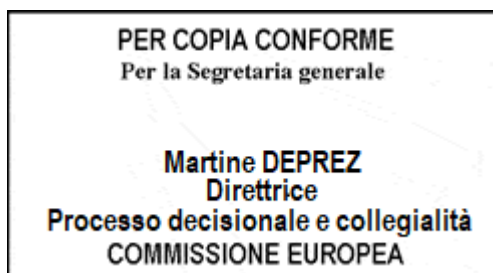 PER COPIA CONFORME
Per la Segretaria generale
Martine DEPREZ
Direttrice
Processo decisionale e collegialità
COMMISSIONE EUROPEA